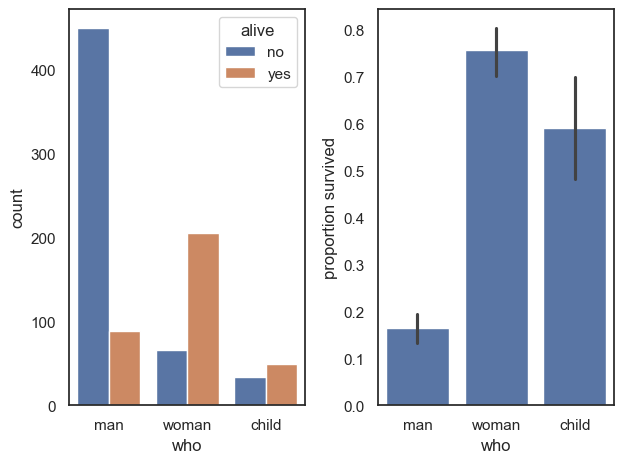 alive
no
yes
count
400
300
200
100
0
man woman child
who
proportion survived
0.8
0.7
0.6
0.5
0.4
0.3
0.2
0.1
0.0
man woman child
who